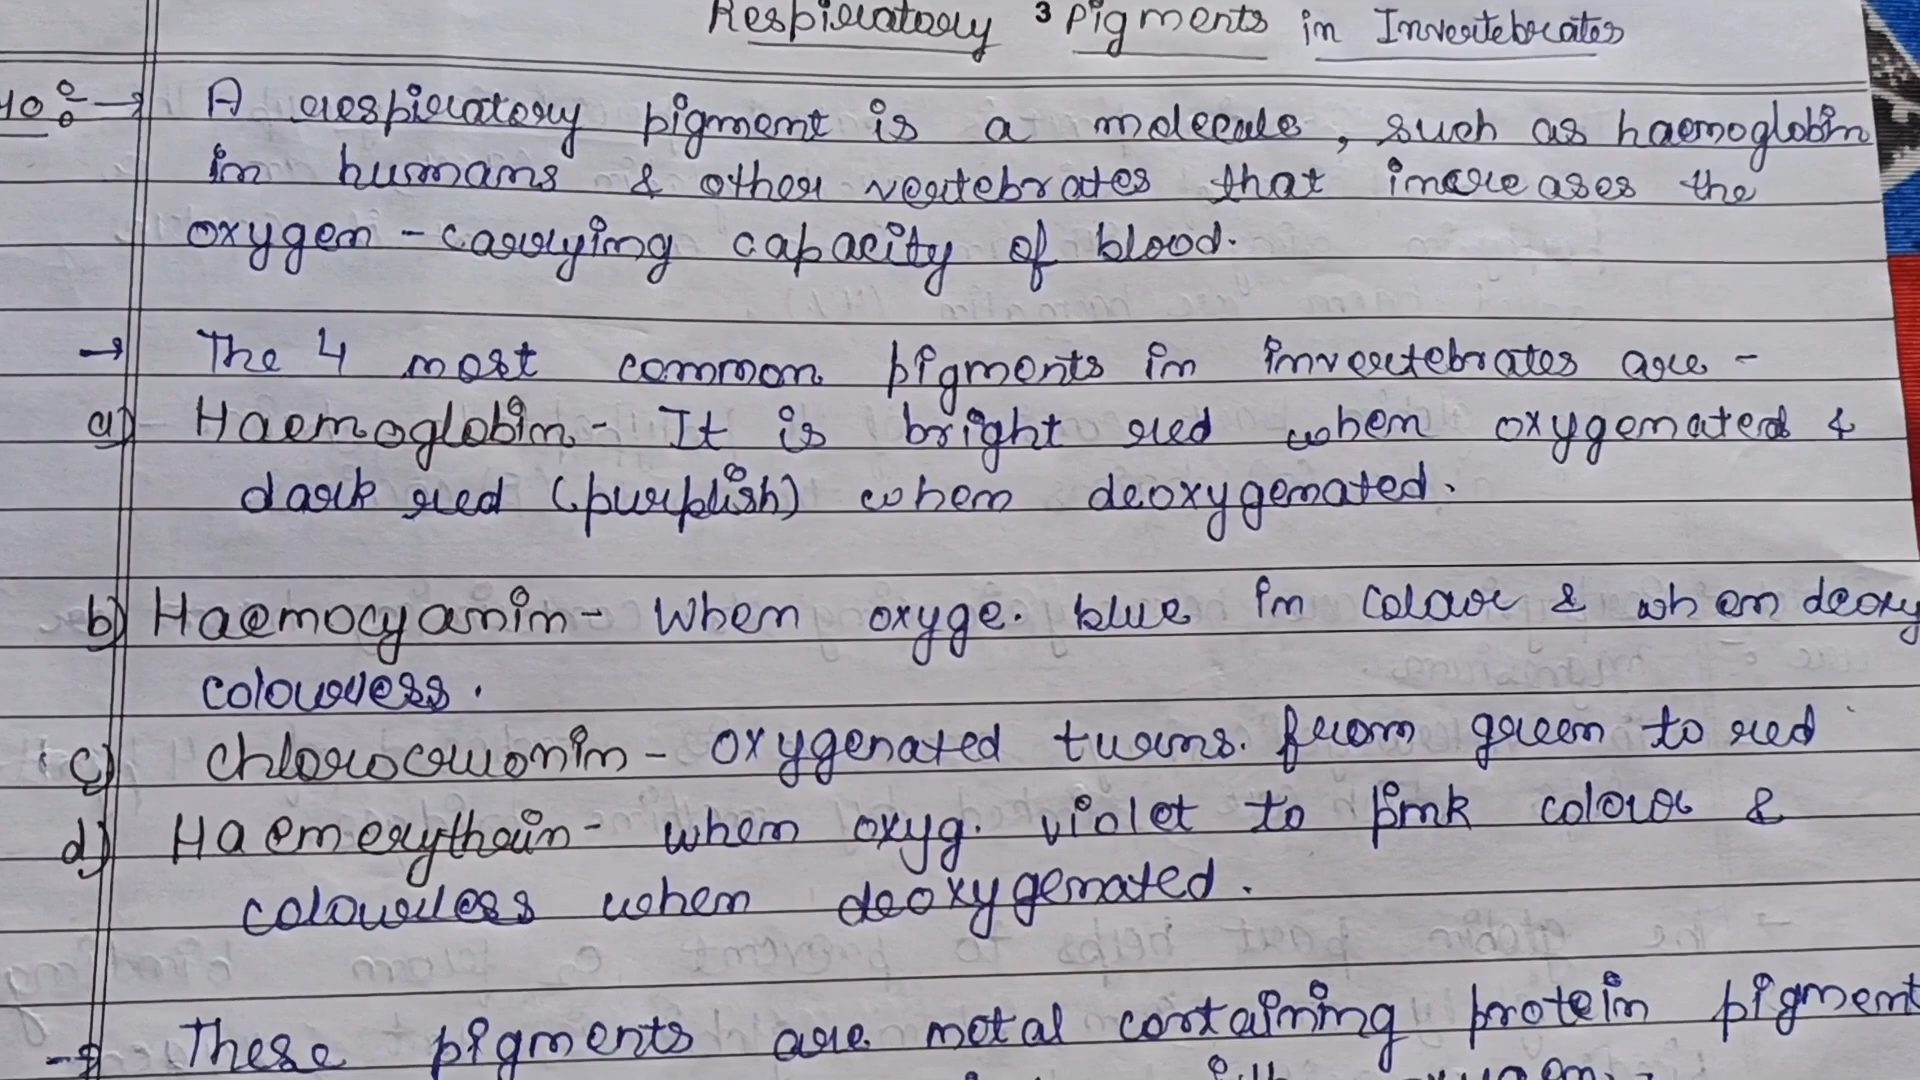 Respiratory 3 Pigments in Invertebrates
10:→ A respiratory pigment is a molecule, such as haemoglobin
in humans & other vertebrates that increases the
oxygen-carrying capacity of blood.
→ The 4 most common pigments in invertebrates are -
a) Haemoglobin- It is bright red when oxygenated &
dark red (purplish) when deoxygenated.
b) Haemocyanin- When oxyge. blue in colour & when deoxy
colourless.
c) Chlorocruonin - oxygenated turns. from green to red
d) Haemerythrin- when oxyg. violet to pink colour &
colourless when deoxygenated.
→ These pigments are metal containing protein pigment